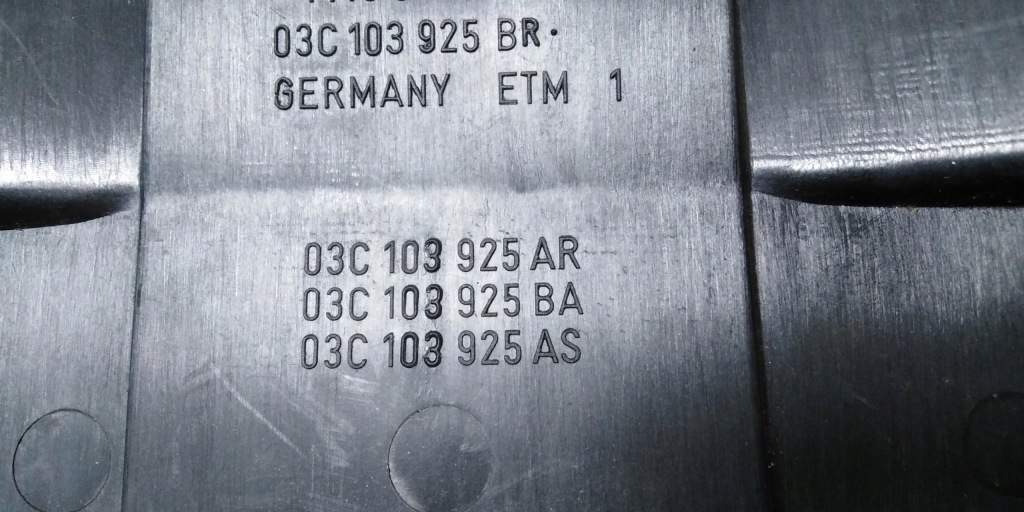 03C 103 925 BR.
GERMANY ETM 1
03C 103 925 AR
03C 103 925 BA
03C 103 925 AS